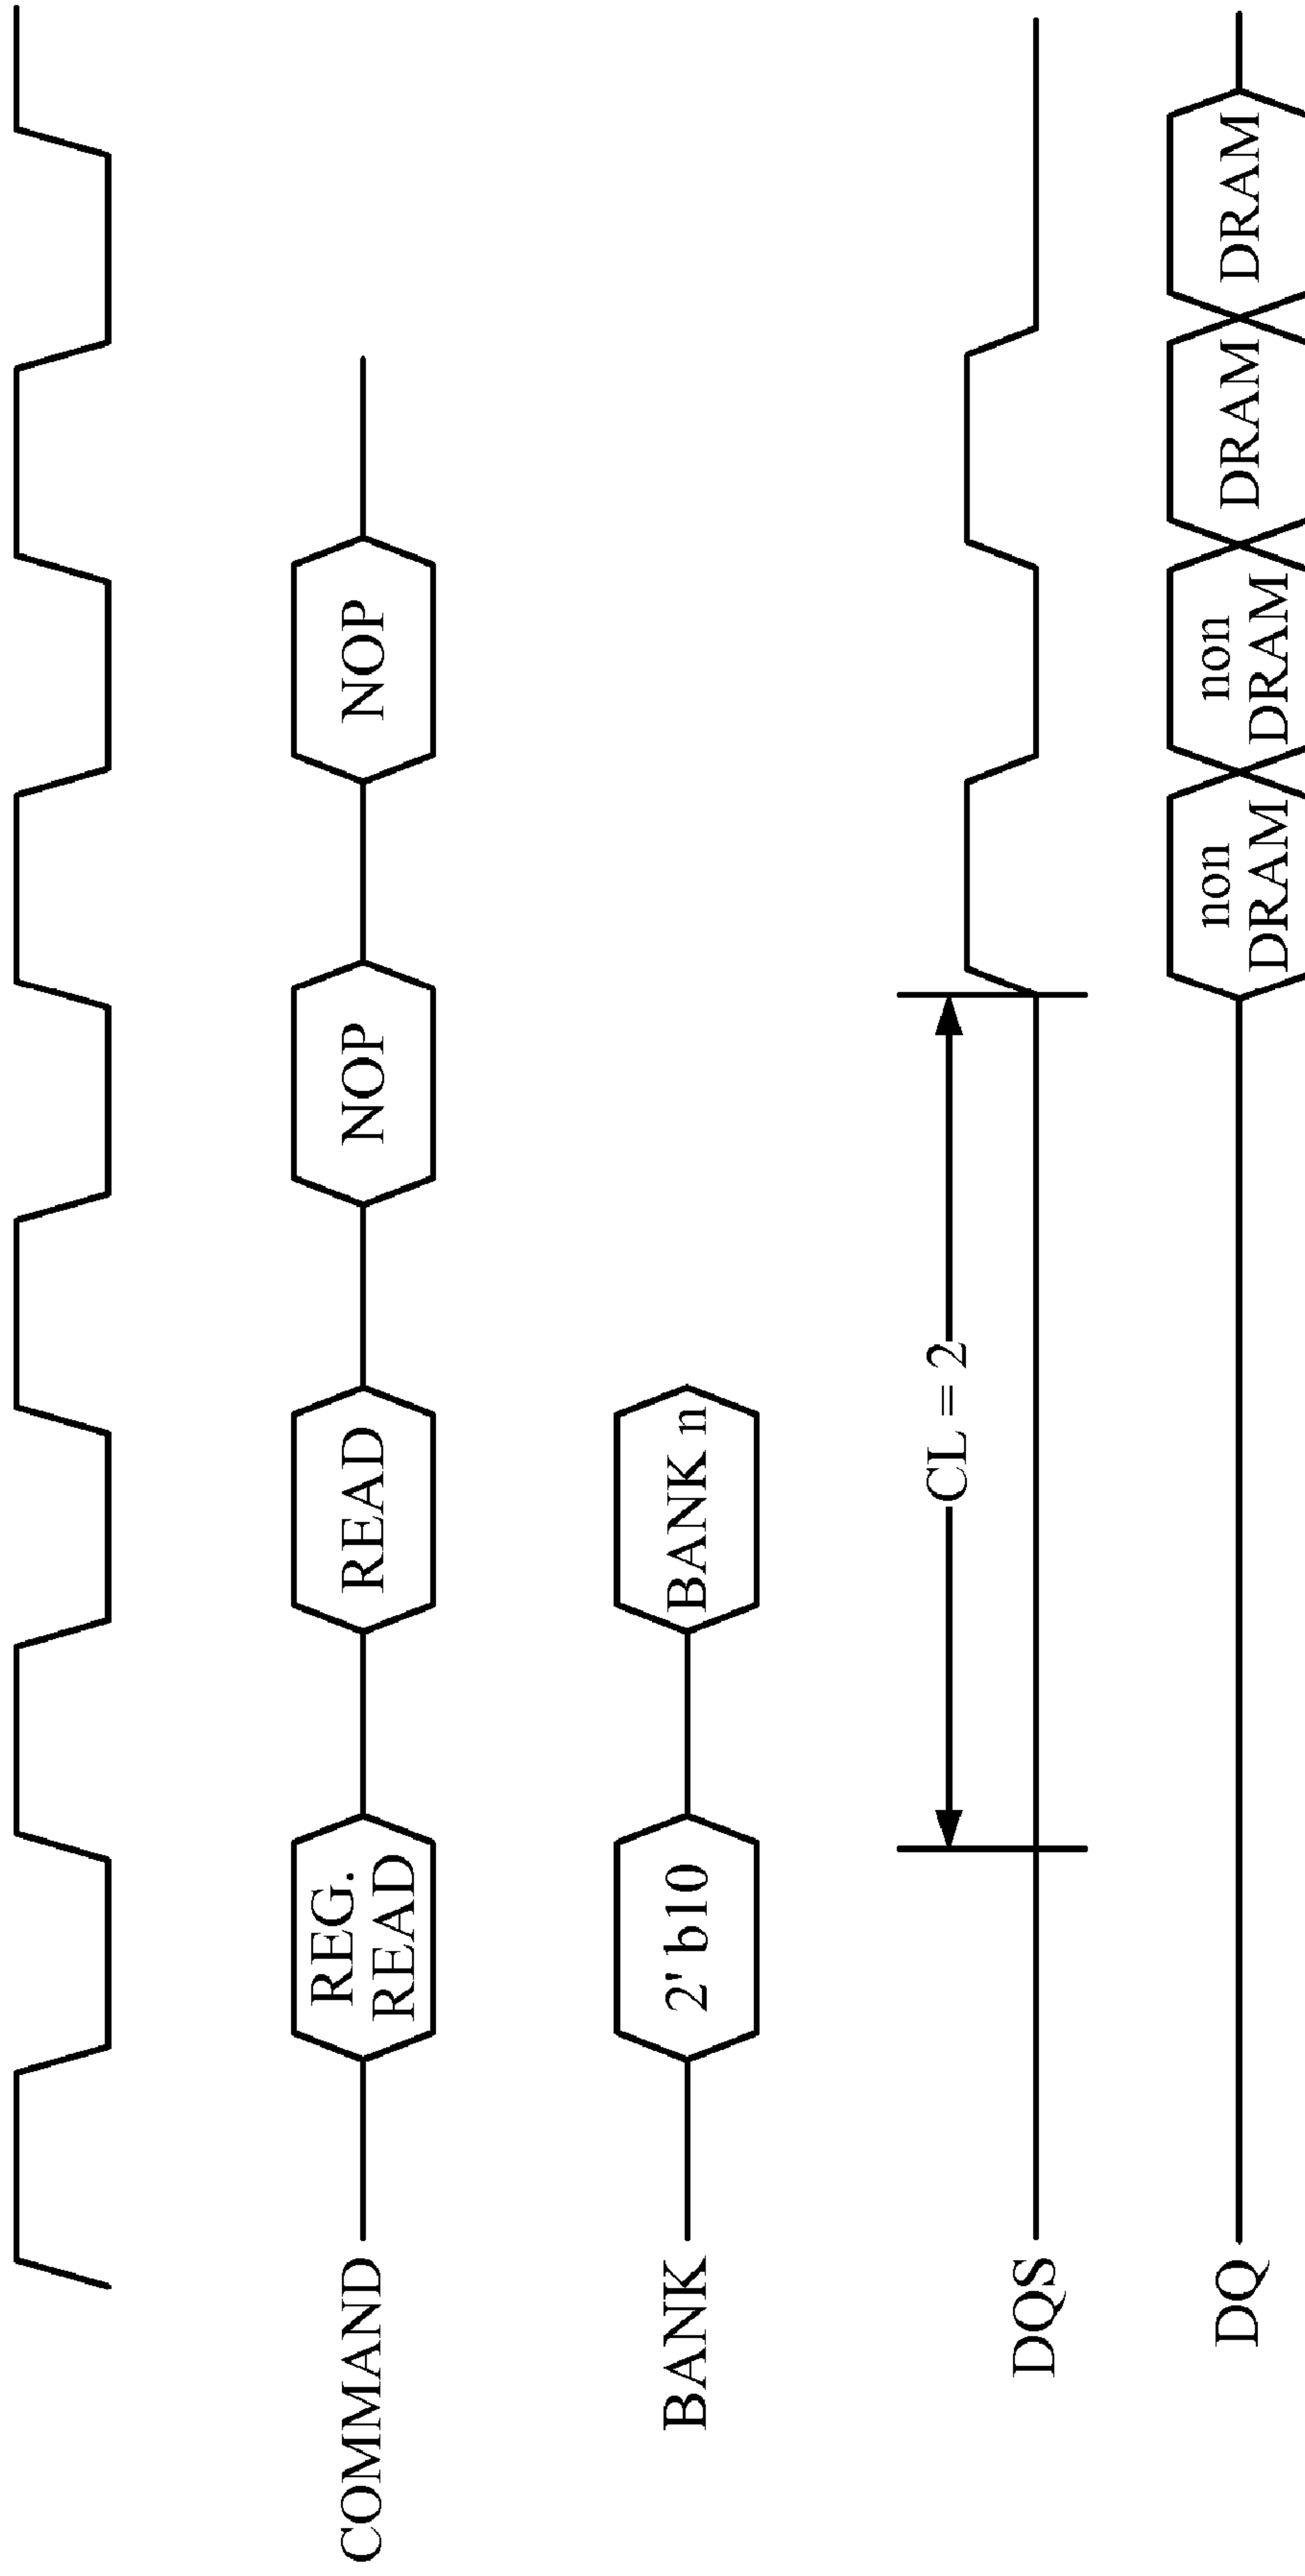 COMMAND
REG.
READ
READ
NOP
NOP
BANK
2' b10
BANK n
CL = 2
DQS
DQ
non
DRAM
non
DRAM
DRAM
DRAM